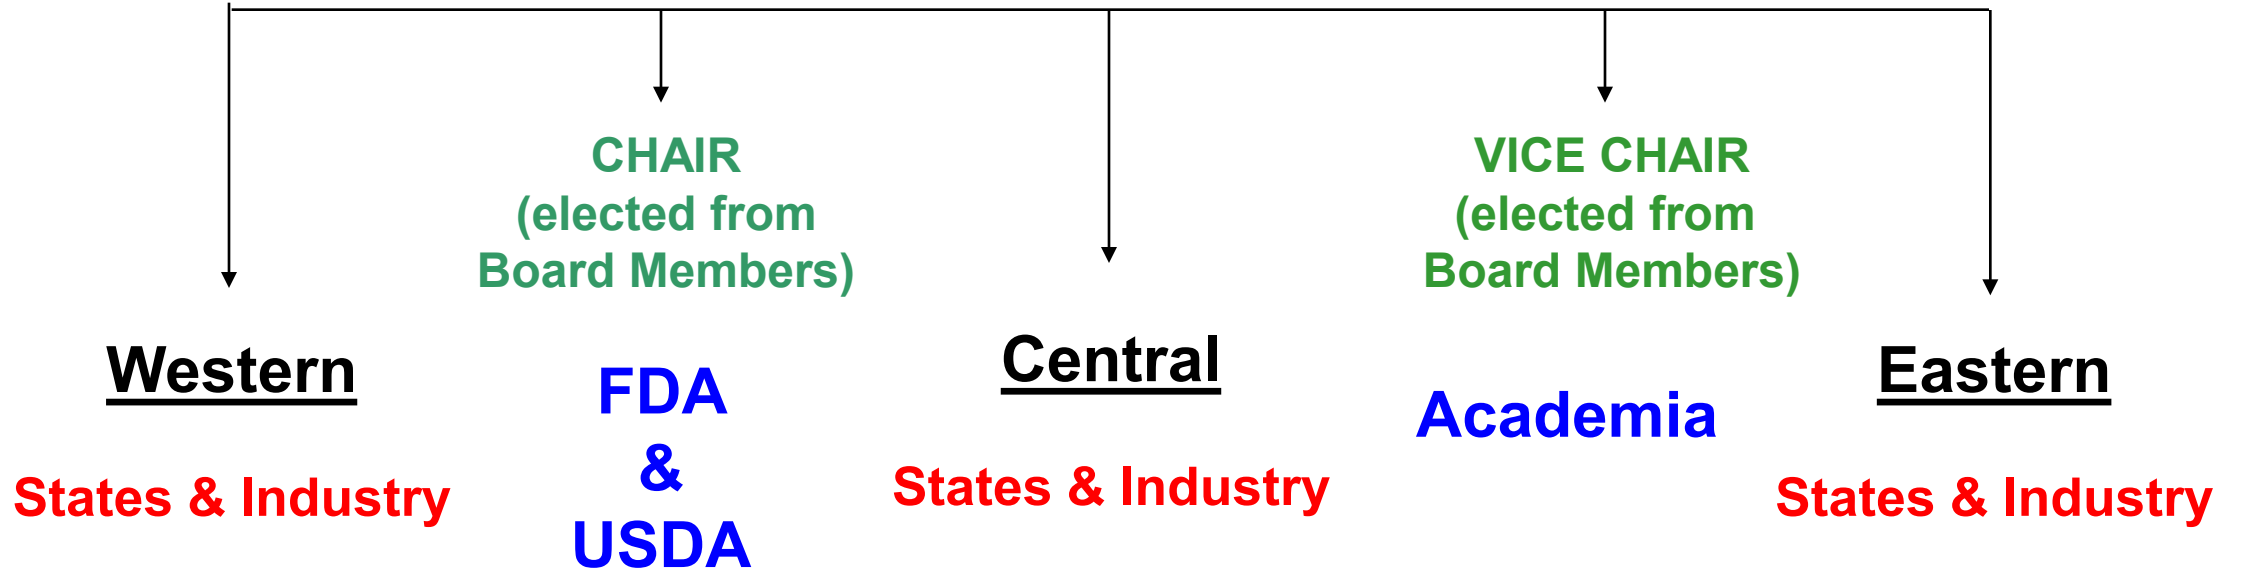 Western
States & Industry
CHAIR
(elected from
Board Members)
FDA
&
USDA
Central
States & Industry
VICE CHAIR
(elected from
Board Members)
Academia
Eastern
States & Industry